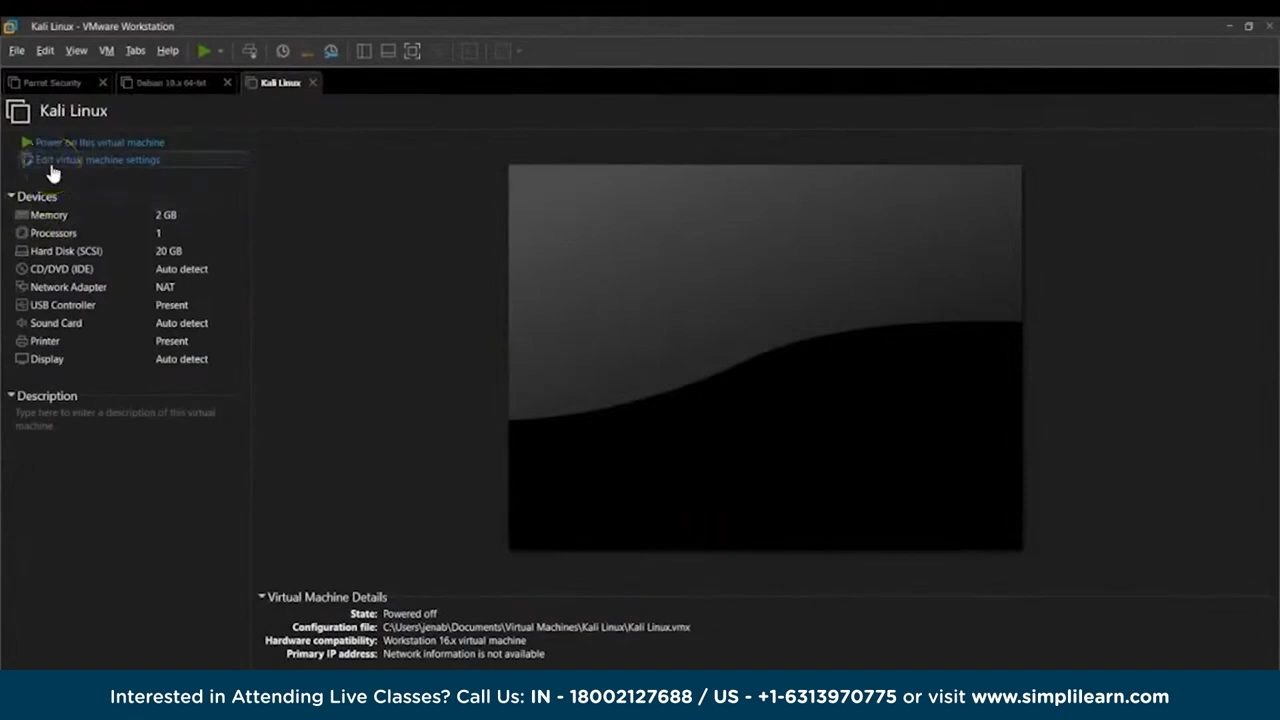 Kali Linux - VMware Workstation
File Edit View VM Tabs Help
Parrot Security Debian 10.x 64-bit Kali Linux
Kali Linux
Power on this virtual machine
Edit virtual machine settings
Devices
Memory 2 GB
Processors 1
Hard Disk (SCSI) 20 GB
CD/DVD (IDE) Auto detect
Network Adapter NAT
USB Controller Present
Sound Card Auto detect
Printer Present
Display Auto detect
Description
Type here to enter a description of this virtual
machine.
Virtual Machine Details
State: Powered off
Configuration file: C:\Users\jenab\Documents\Virtual Machines\Kali Linux\Kali Linux.vmx
Hardware compatibility: Workstation 16.x virtual machine
Primary IP address: Network information is not available
Interested in Attending Live Classes? Call Us: IN - 18002127688 / US - +1-6313970775 or visit www.simplilearn.com